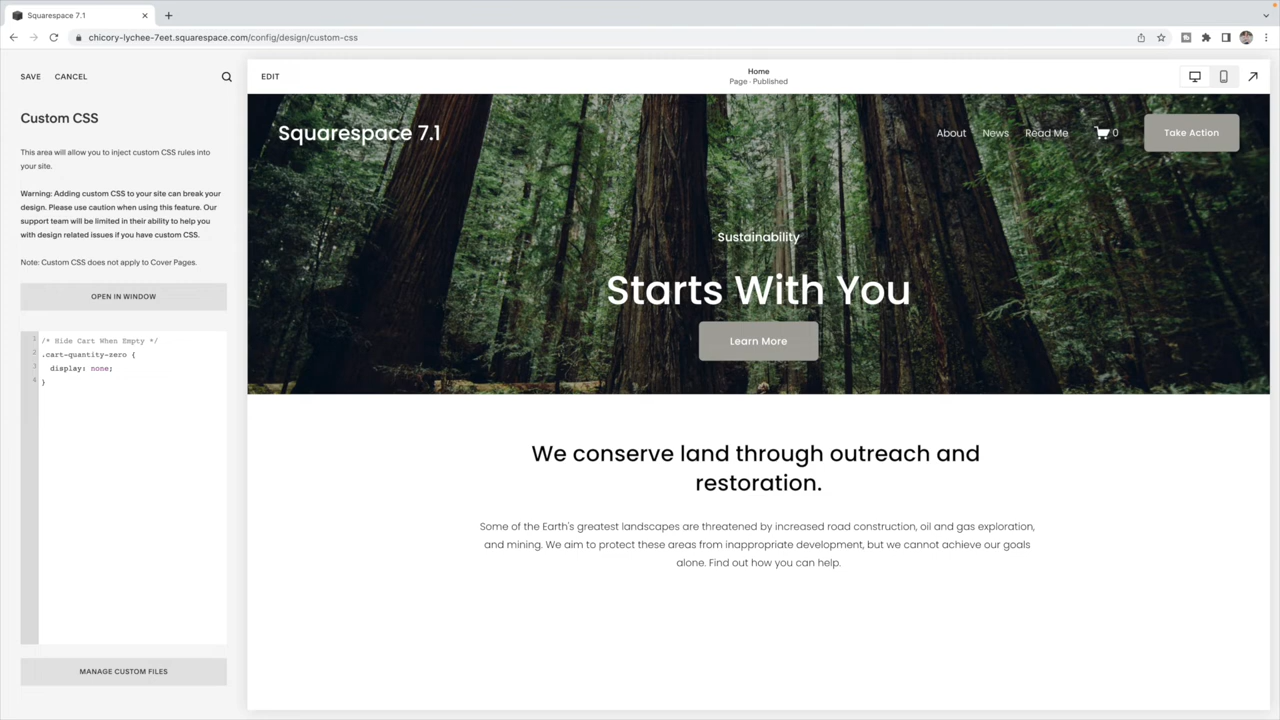 Squarespace 7.1
chicory-lychee-7eet.squarespace.com/config/design/custom-css
SAVE CANCEL
Custom CSS
This area will allow you to inject custom CSS rules into
your site.
Warning: Adding custom CSS to your site can break your
design. Please use caution when using this feature. Our
support team will be limited in their ability to help you
with design related issues if you have custom CSS.
Note: Custom CSS does not apply to Cover Pages.
OPEN IN WINDOW
1 /* Hide Cart When Empty */
2 .cart-quantity-zero {
3 display: none;
4 }
MANAGE CUSTOM FILES
EDIT
Home
Page · Published
Squarespace 7.1
About News Read Me 0 Take Action
Sustainability
Starts With You
Learn More
We conserve land through outreach and
restoration.
Some of the Earth's greatest landscapes are threatened by increased road construction, oil and gas exploration,
and mining. We aim to protect these areas from inappropriate development, but we cannot achieve our goals
alone. Find out how you can help.